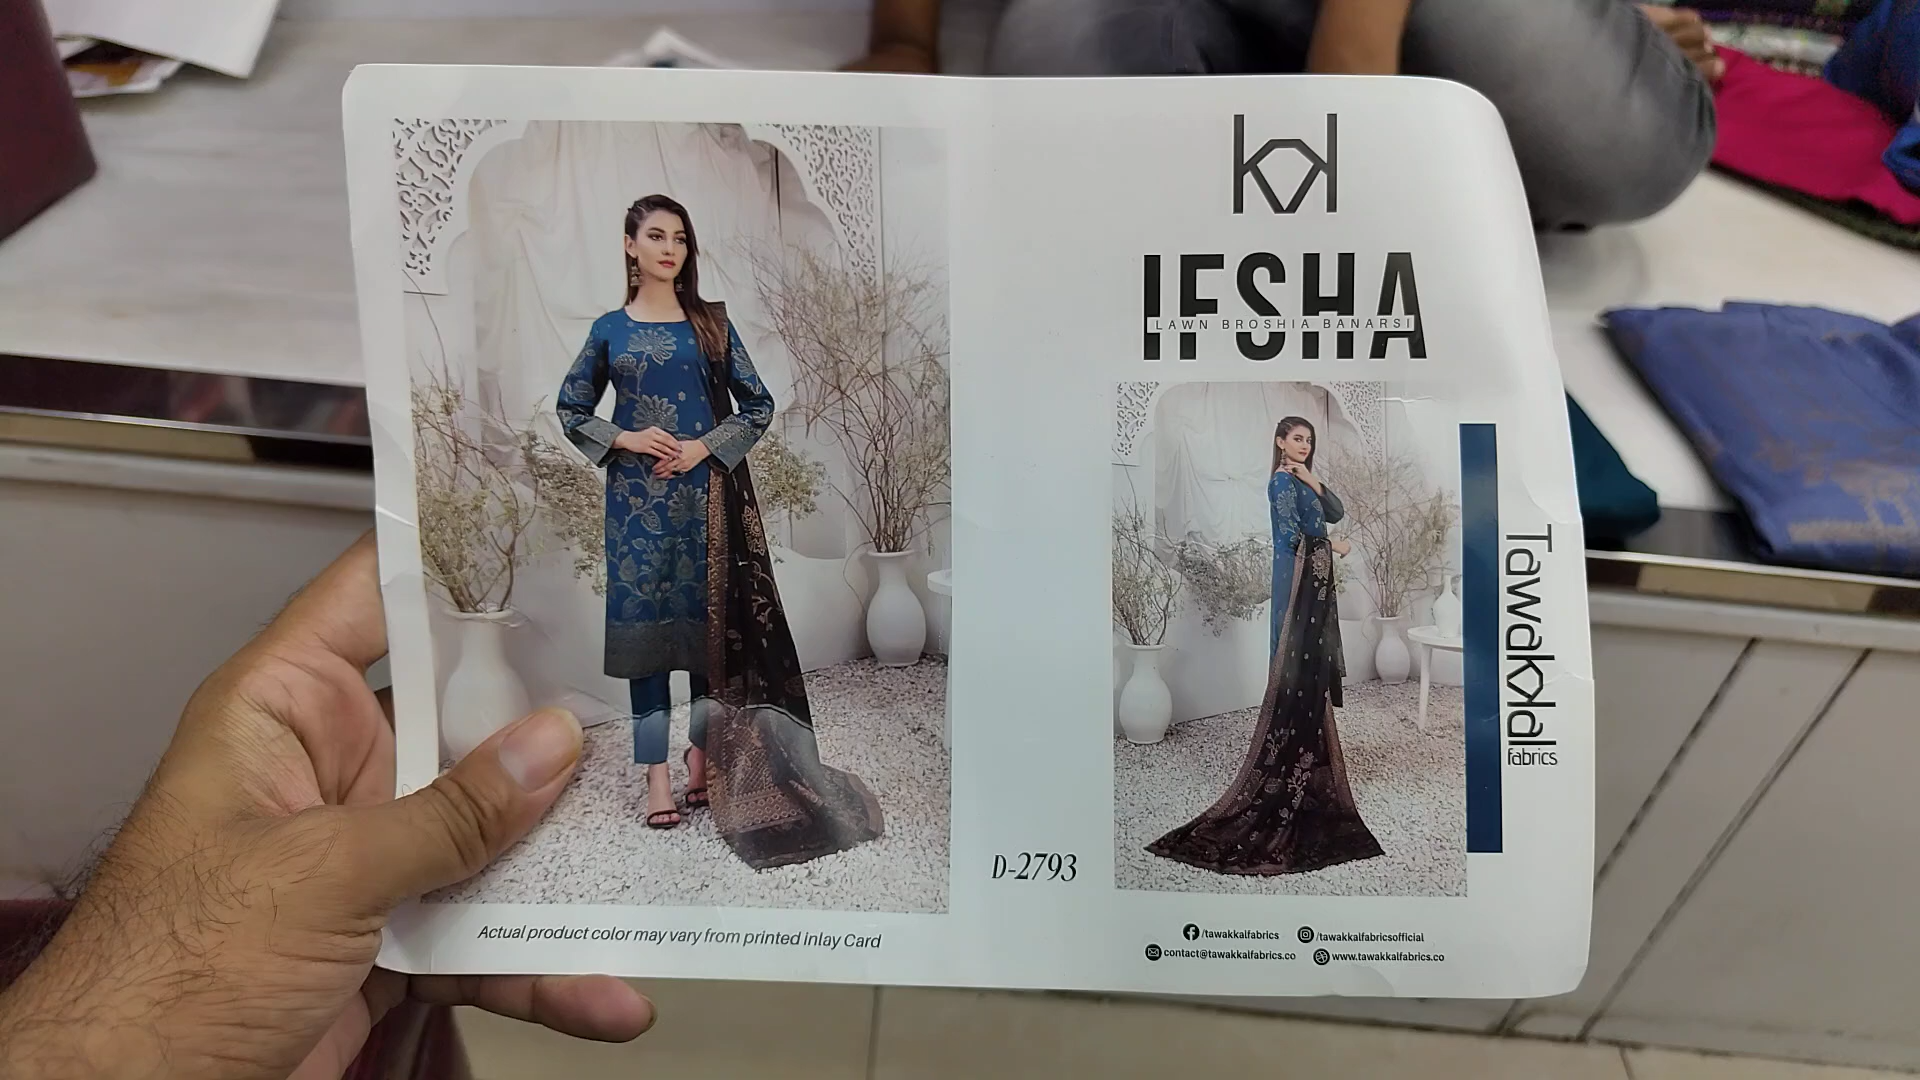 IFSHA
LAWN BROSHIA BANARSI
Tawakkal
fabrics
D-2793
Actual product color may vary from printed inlay Card
/tawakkalfabrics
/tawakkalfabricsofficial
contact@tawakkalfabrics.co
www.tawakkalfabrics.co